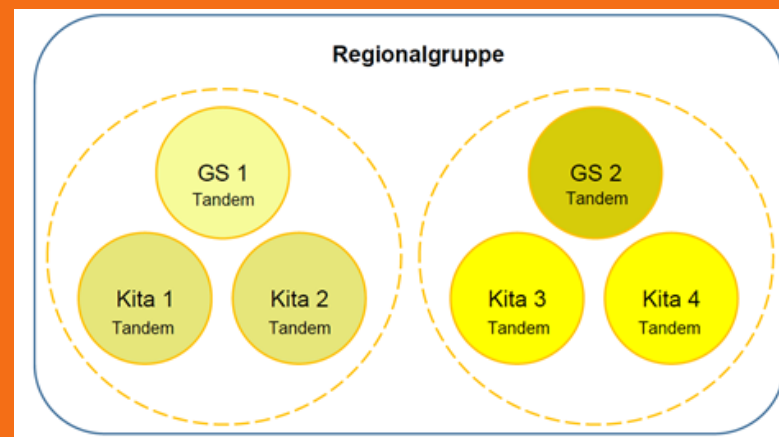 Regionalgruppe
GS 1
Tandem
Kita 1
Tandem
Kita 2
Tandem
GS 2
Tandem
Kita 3
Tandem
Kita 4
Tandem